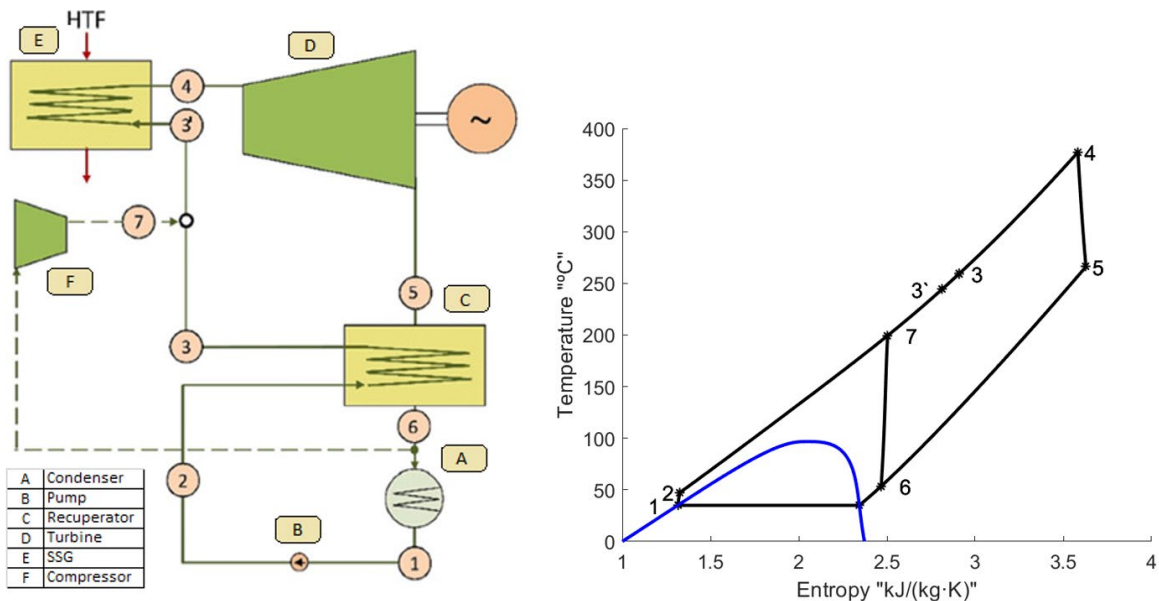 HTF
E
D
4
3'
~
7
F
5
C
3
6
A
2
B
1
A Condenser
B Pump
C Recuperator
D Turbine
E SSG
F Compressor
400
350
300
250
200
150
100
50
0
Temperature "ºC"
4
3
3`
5
7
6
2
1
1 1.5 2 2.5 3 3.5 4
Entropy "kJ/(kg·K)"